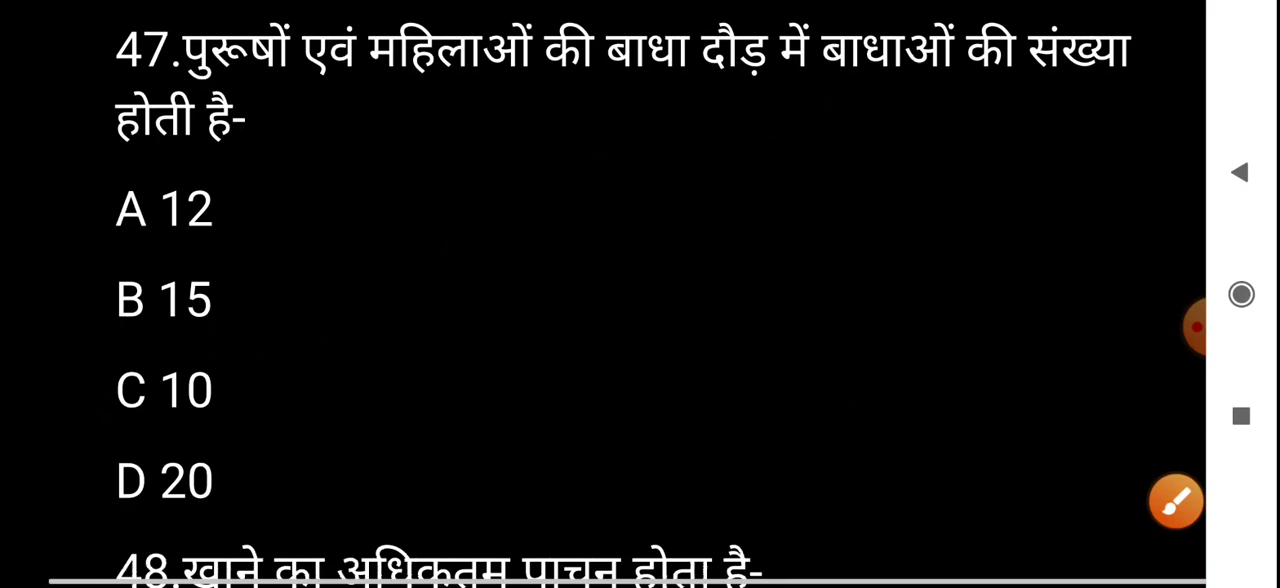 47.पुरूषों एवं महिलाओं की बाधा दौड़ में बाधाओं की संख्या
होती है-
A 12
B 15
C 10
D 20
48.खाने का अधिकतम पाचन होता है-